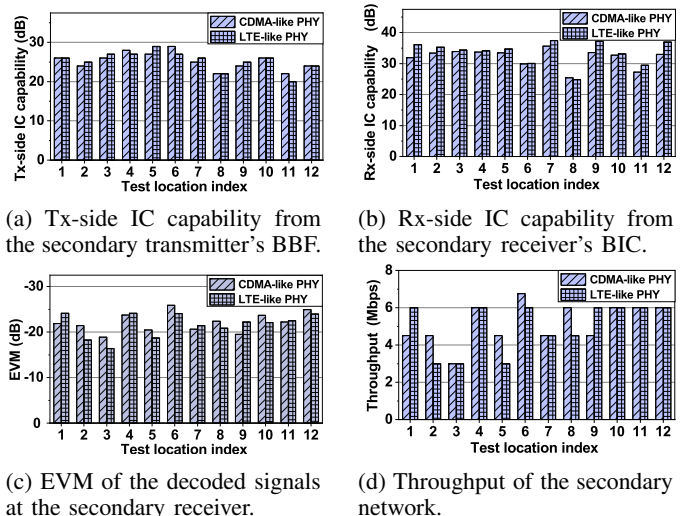 Tx-side IC capability (dB)
30
20
10
0
CDMA-like PHY
LTE-like PHY
1 2 3 4 5 6 7 8 9 10 11 12
Test location index
(a) Tx-side IC capability from
the secondary transmitter's BBF.
Rx-side IC capability (dB)
40
30
20
10
0
CDMA-like PHY
LTE-like PHY
1 2 3 4 5 6 7 8 9 10 11 12
Test location index
(b) Rx-side IC capability from
the secondary receiver's BIC.
EVM (dB)
-30
-20
-10
0
CDMA-like PHY
LTE-like PHY
1 2 3 4 5 6 7 8 9 10 11 12
Test location index
(c) EVM of the decoded signals
at the secondary receiver.
Throughput (Mbps)
8
6
4
2
0
CDMA-like PHY
LTE-like PHY
1 2 3 4 5 6 7 8 9 10 11 12
Test location index
(d) Throughput of the secondary
network.